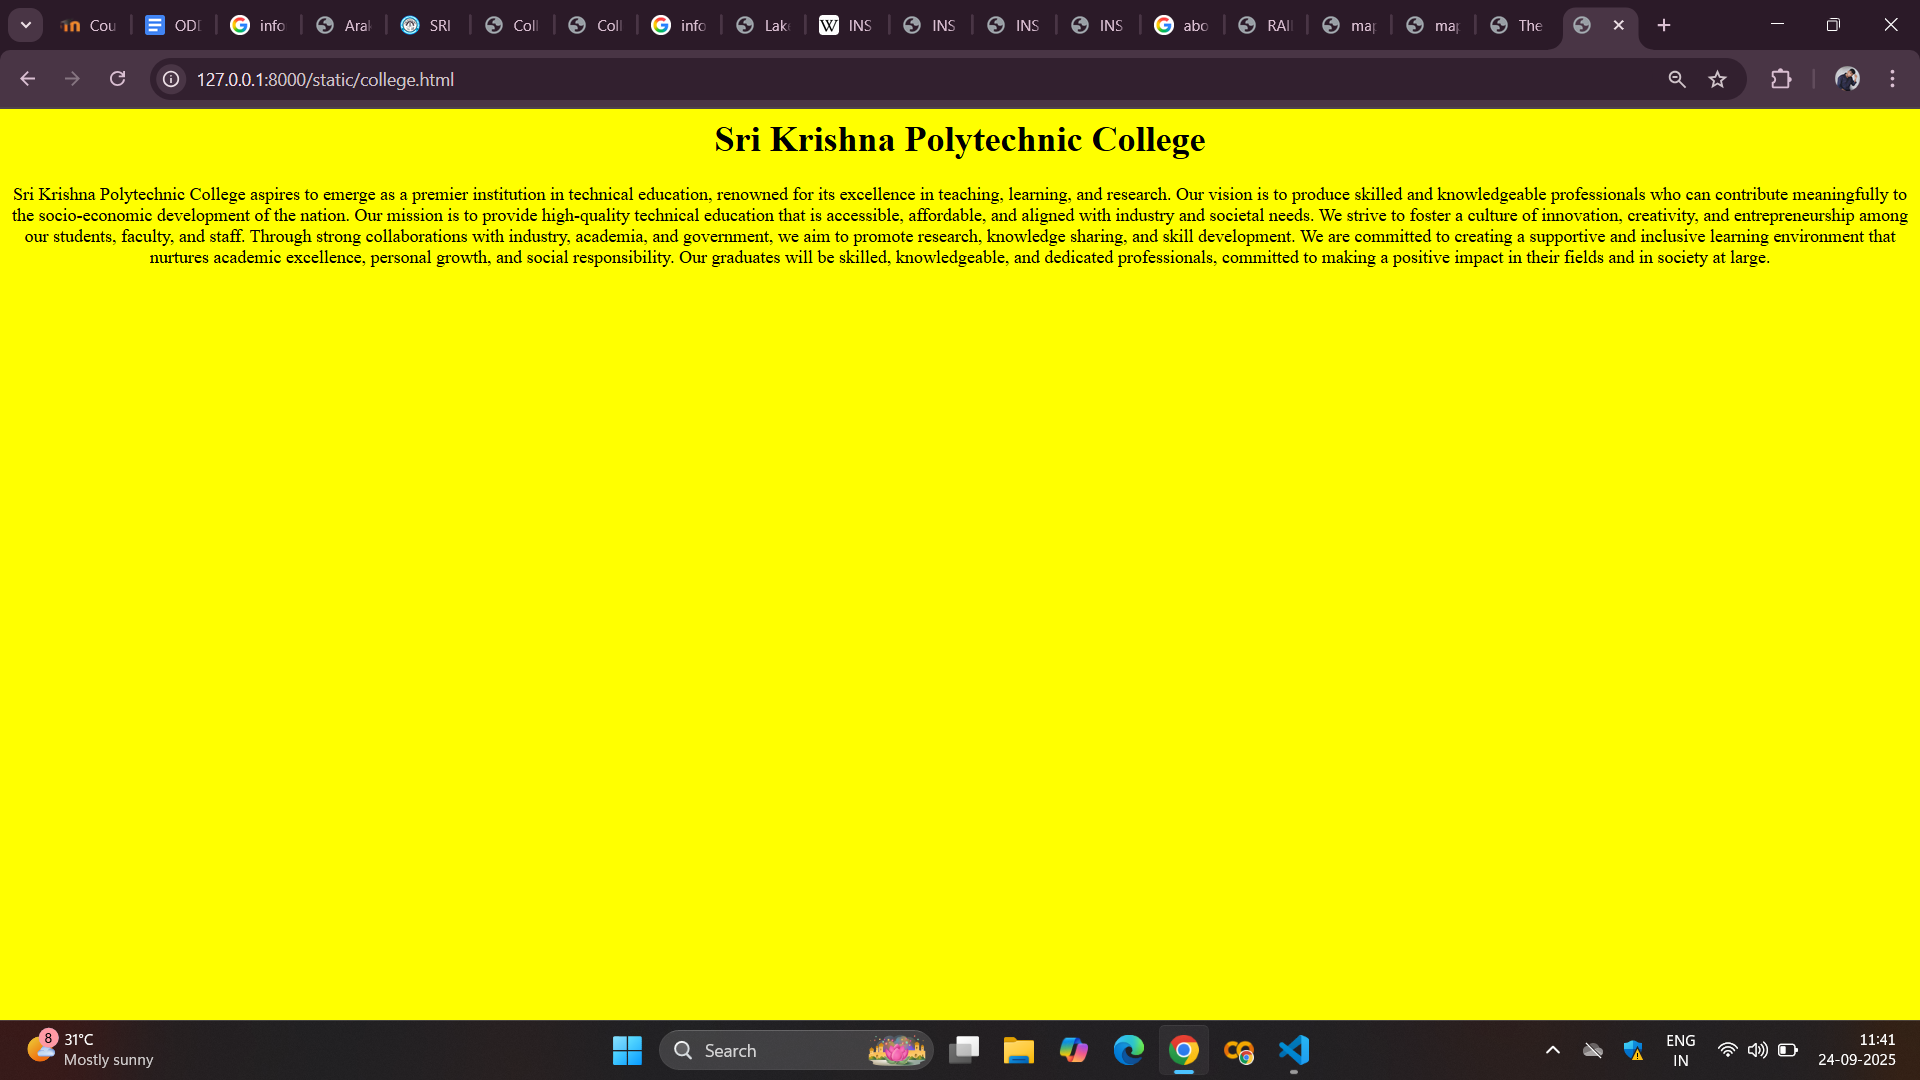 Cou
ODI
info
Arak
SRI
Coll
Coll
info
Lake
W INS
INS
INS
INS
abo
RAI
map
map
The
127.0.0.1:8000/static/college.html
Sri Krishna Polytechnic College
Sri Krishna Polytechnic College aspires to emerge as a premier institution in technical education, renowned for its excellence in teaching, learning, and research. Our vision is to produce skilled and knowledgeable professionals who can contribute meaningfully to
the socio-economic development of the nation. Our mission is to provide high-quality technical education that is accessible, affordable, and aligned with industry and societal needs. We strive to foster a culture of innovation, creativity, and entrepreneurship among
our students, faculty, and staff. Through strong collaborations with industry, academia, and government, we aim to promote research, knowledge sharing, and skill development. We are committed to creating a supportive and inclusive learning environment that
nurtures academic excellence, personal growth, and social responsibility. Our graduates will be skilled, knowledgeable, and dedicated professionals, committed to making a positive impact in their fields and in society at large.
8
31°C
Mostly sunny
Search
ENG
IN
11:41
24-09-2025